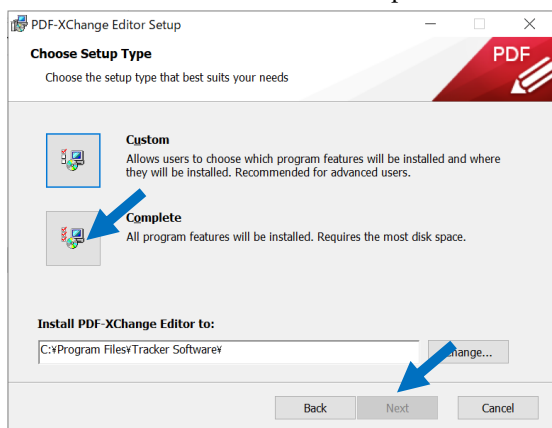 PDF-XChange Editor Setup
Choose Setup Type
Choose the setup type that best suits your needs
PDF
Custom
Allows users to choose which program features will be installed and where
they will be installed. Recommended for advanced users.
Complete
All program features will be installed. Requires the most disk space.
Install PDF-XChange Editor to:
C:¥Program Files¥Tracker Software¥
Change...
Back Next Cancel